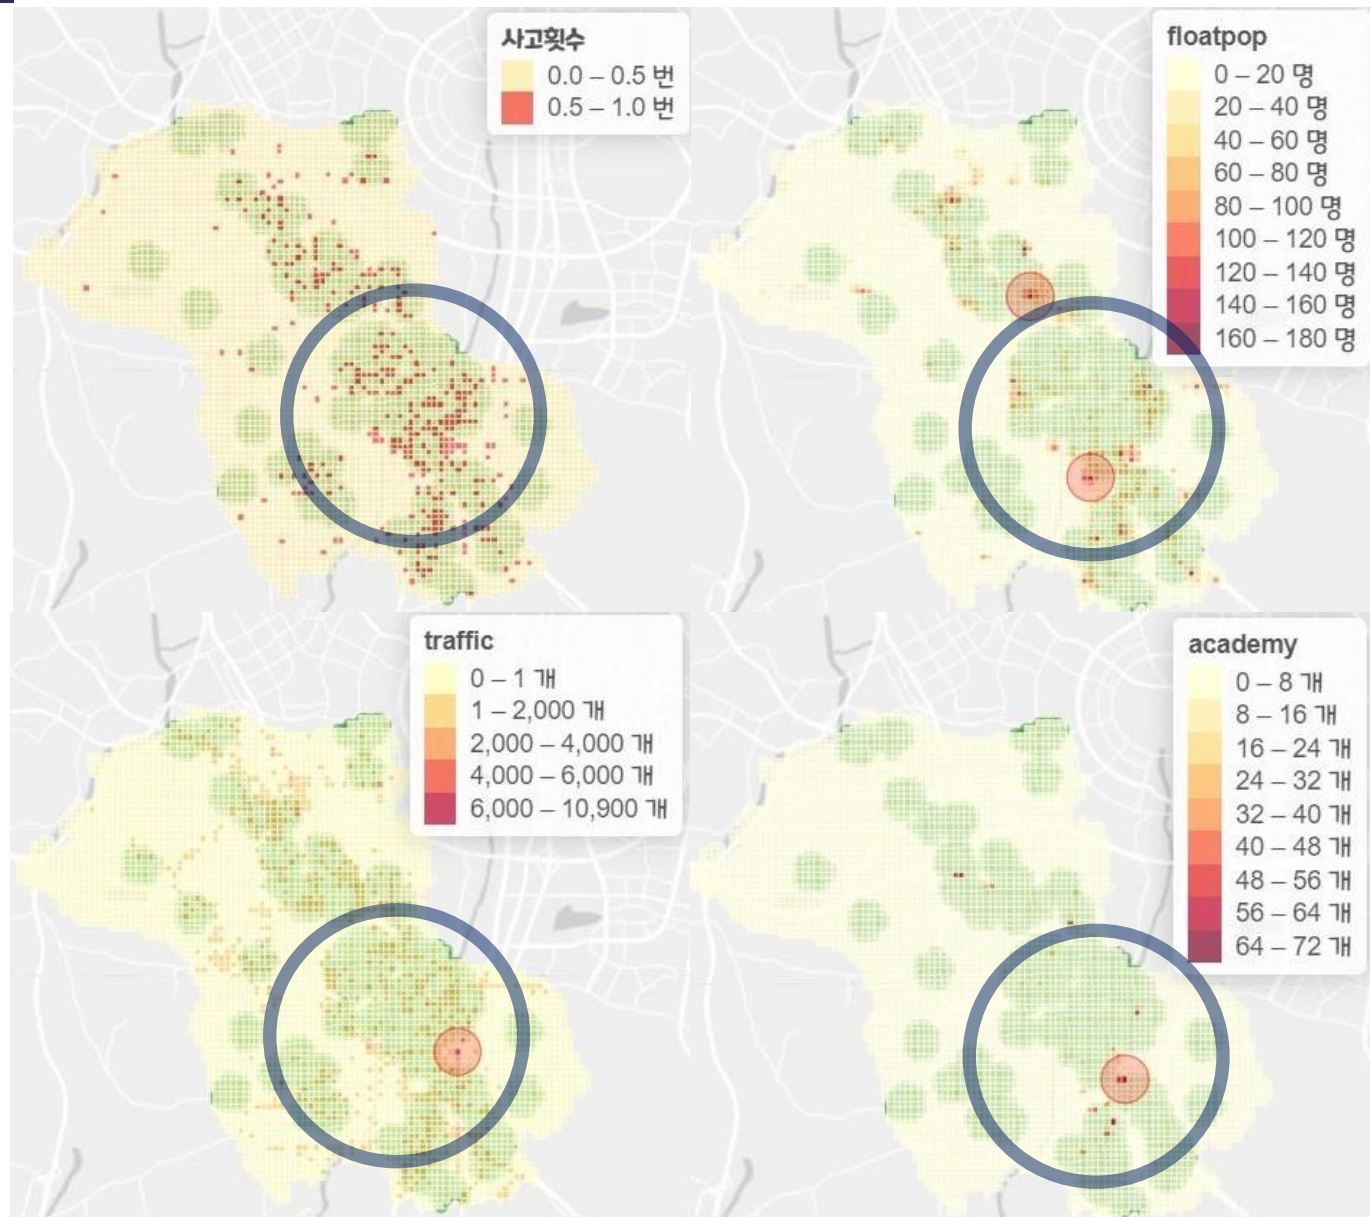 사고횟수
0.0 – 0.5 번
0.5 – 1.0 번
floatpop
0 – 20 명
20 – 40 명
40 – 60 명
60 – 80 명
80 – 100 명
100 – 120 명
120 – 140 명
140 – 160 명
160 – 180 명
traffic
0 – 1 개
1 – 2,000 개
2,000 – 4,000 개
4,000 – 6,000 개
6,000 – 10,900 개
academy
0 – 8 개
8 – 16 개
16 – 24 개
24 – 32 개
32 – 40 개
40 – 48 개
48 – 56 개
56 – 64 개
64 – 72 개